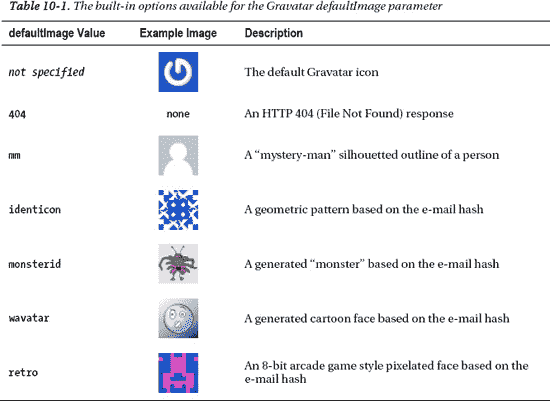 Table 10-1. The built-in options available for the Gravatar defaultImage parameter
defaultImage Value Example Image Description
not specified The default Gravatar icon
404 none An HTTP 404 (File Not Found) response
mm A “mystery-man” silhouetted outline of a person
identicon A geometric pattern based on the e-mail hash
monsterid A generated “monster” based on the e-mail hash
wavatar A generated cartoon face based on the e-mail hash
retro An 8-bit arcade game style pixelated face based on the
e-mail hash